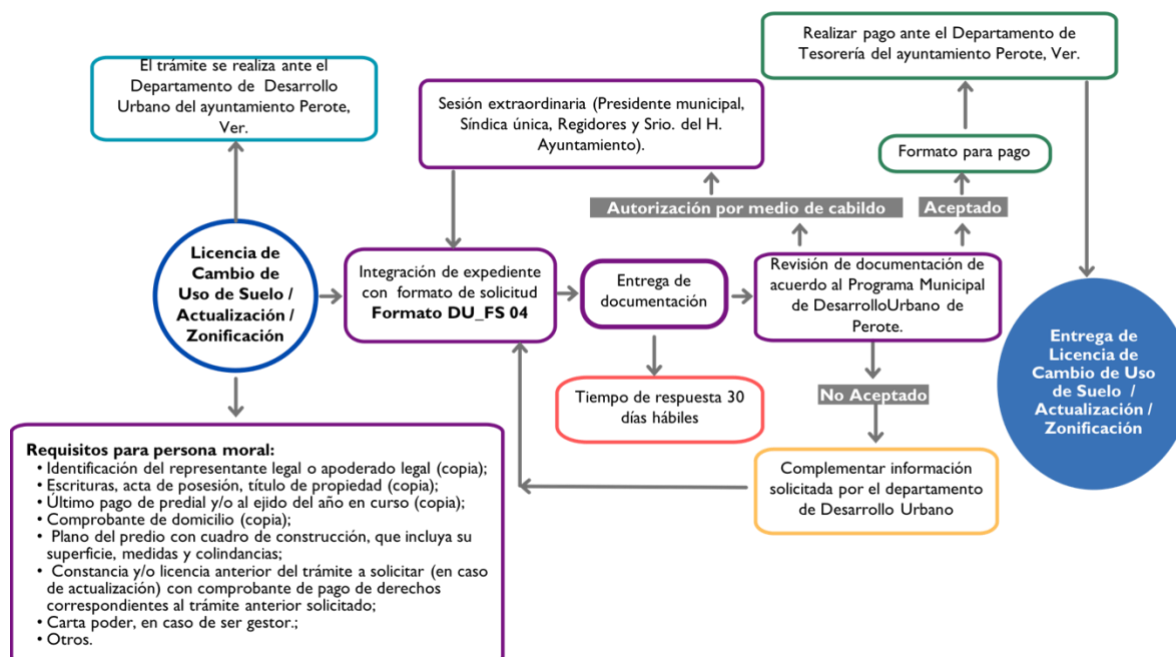 El trámite se realiza ante el
Departamento de Desarrollo
Urbano del ayuntamiento Perote,
Ver.
Sesión extraordinaria (Presidente municipal,
Síndica única, Regidores y Srio. del H.
Ayuntamiento).
Realizar pago ante el Departamento de
Tesorería del ayuntamiento Perote, Ver.
Formato para pago
Autorización por medio de cabildo
Aceptado
Licencia de
Cambio de
Uso de Suelo /
Actualización /
Zonificación
Integración de expediente
con formato de solicitud
Formato DU_FS 04
Entrega de
documentación
Revisión de documentación de
acuerdo al Programa Municipal
de DesarrolloUrbano de
Perote.
Entrega de
Licencia de
Cambio de Uso
de Suelo /
Actualización /
Zonificación
Tiempo de respuesta 30
días hábiles
No Aceptado
Complementar información
solicitada por el departamento
de Desarrollo Urbano
Requisitos para persona moral:
• Identificación del representante legal o apoderado legal (copia);
• Escrituras, acta de posesión, título de propiedad (copia);
• Último pago de predial y/o al ejido del año en curso (copia);
• Comprobante de domicilio (copia);
• Plano del predio con cuadro de construcción, que incluya su
superficie, medidas y colindancias;
• Constancia y/o licencia anterior del trámite a solicitar (en caso
de actualización) con comprobante de pago de derechos
correspondientes al trámite anterior solicitado;
• Carta poder, en caso de ser gestor.;
• Otros.